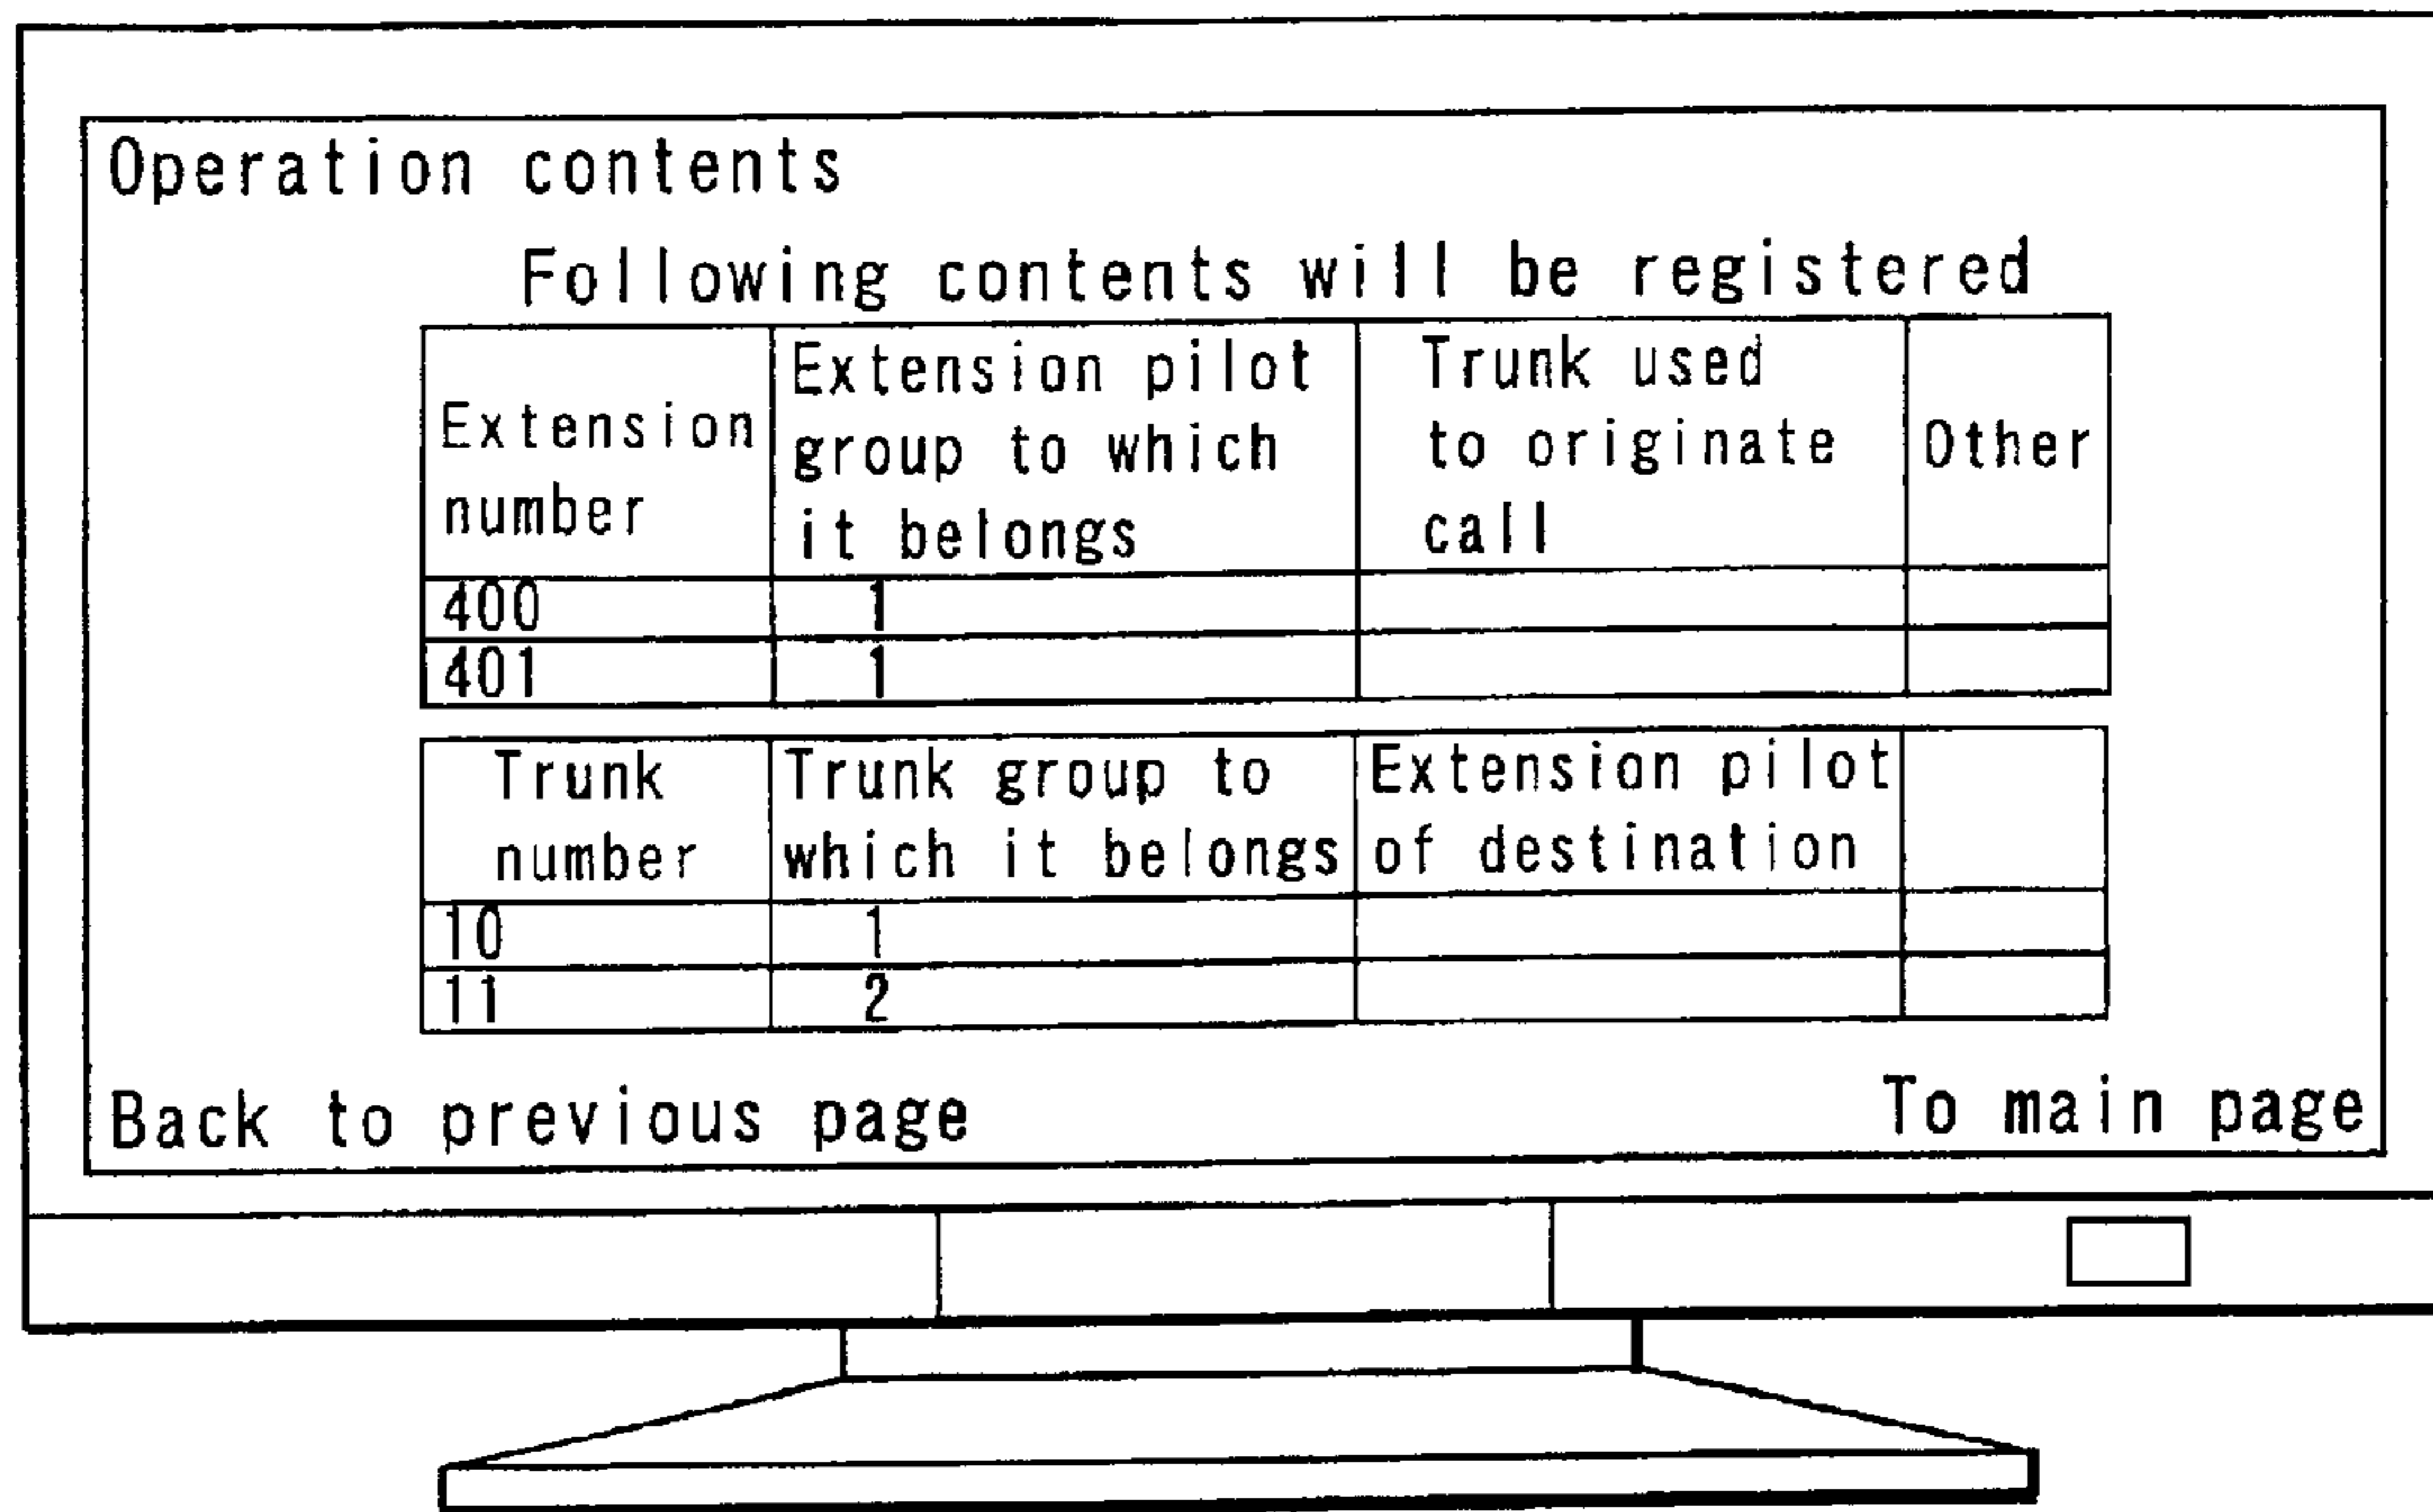 Operation contents
Following contents will be registered
Extension number | Extension pilot group to which it belongs | Trunk used to originate call | Other
400 | 1
401 | 1
Trunk number | Trunk group to which it belongs | Extension pilot of destination
10 | 1
11 | 2
Back to previous page To main page